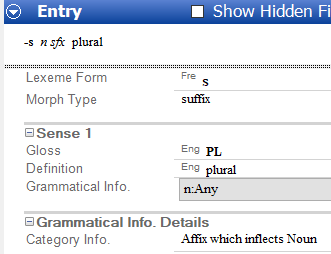 Entry Show Hidden Fi
-s n sfx plural
Lexeme Form Fre s
Morph Type suffix
Sense 1
Gloss Eng PL
Definition Eng plural
Grammatical Info. n:Any
Grammatical Info. Details
Category Info. Affix which inflects Noun